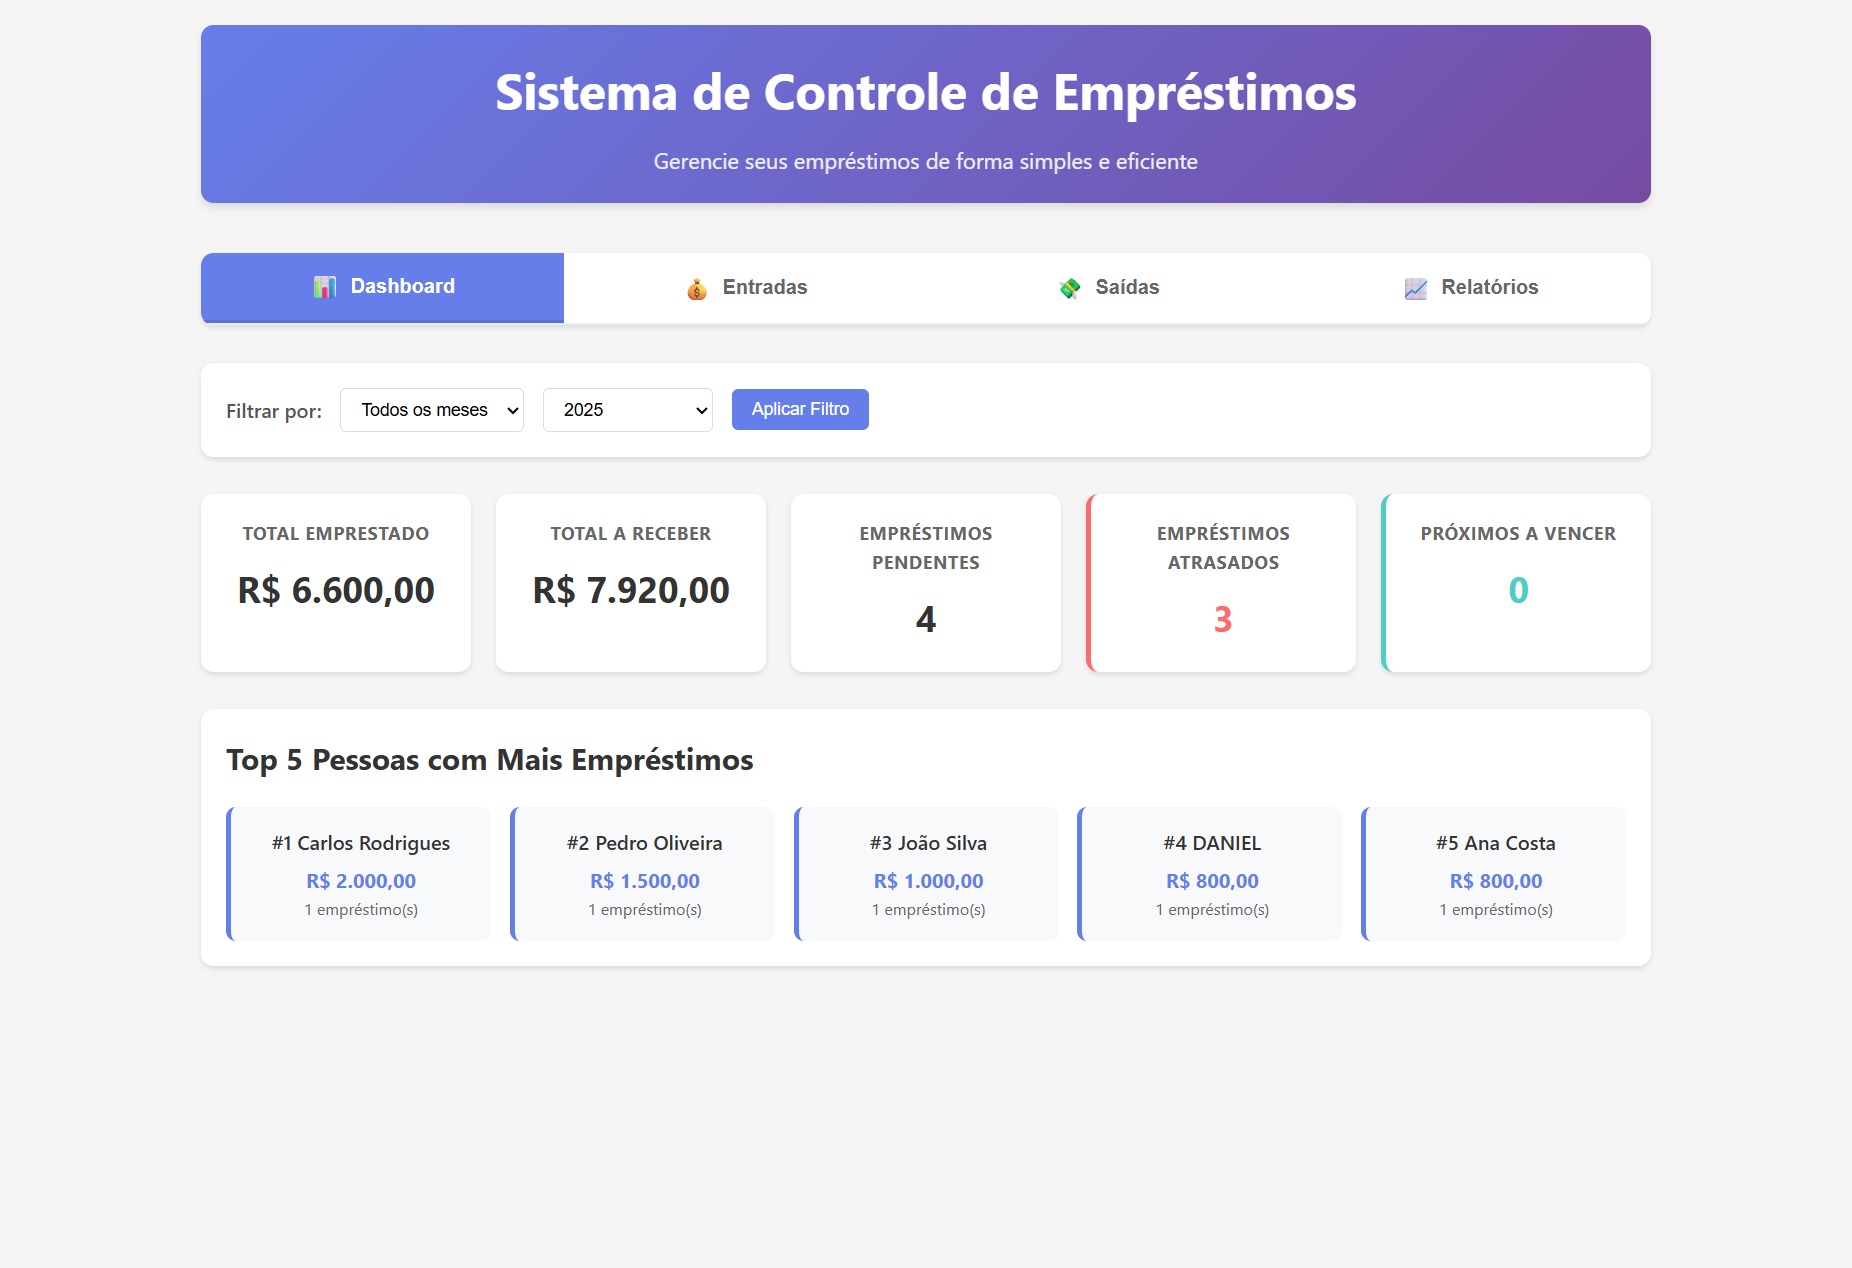 Sistema de Controle de Empréstimos
Gerencie seus empréstimos de forma simples e eficiente
Dashboard
Entradas
Saídas
Relatórios
Filtrar por:
Todos os meses
2025
Aplicar Filtro
TOTAL EMPRESTADO
R$ 6.600,00
TOTAL A RECEBER
R$ 7.920,00
EMPRÉSTIMOS
PENDENTES
4
EMPRÉSTIMOS
ATRASADOS
3
PRÓXIMOS A VENCER
0
Top 5 Pessoas com Mais Empréstimos
#1 Carlos Rodrigues
R$ 2.000,00
1 empréstimo(s)
#2 Pedro Oliveira
R$ 1.500,00
1 empréstimo(s)
#3 João Silva
R$ 1.000,00
1 empréstimo(s)
#4 DANIEL
R$ 800,00
1 empréstimo(s)
#5 Ana Costa
R$ 800,00
1 empréstimo(s)